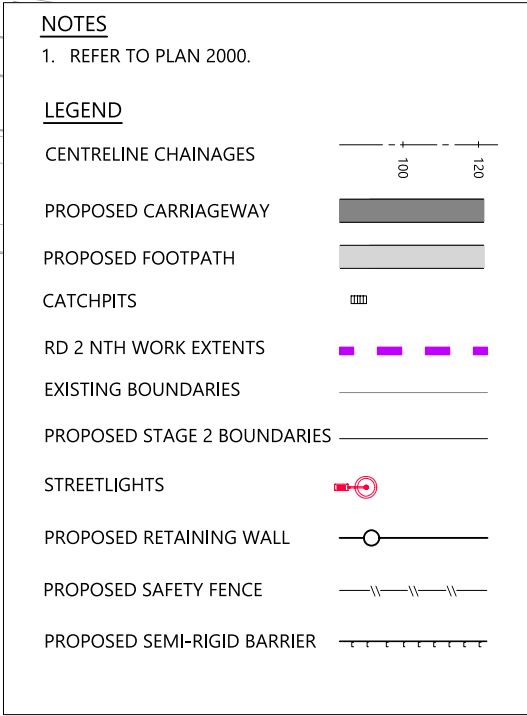 NOTES
1. REFER TO PLAN 2000.
LEGEND
CENTRELINE CHAINAGES
100 120
PROPOSED CARRIAGEWAY
PROPOSED FOOTPATH
CATCHPITS
RD 2 NTH WORK EXTENTS
EXISTING BOUNDARIES
PROPOSED STAGE 2 BOUNDARIES
STREETLIGHTS
PROPOSED RETAINING WALL
PROPOSED SAFETY FENCE
PROPOSED SEMI-RIGID BARRIER